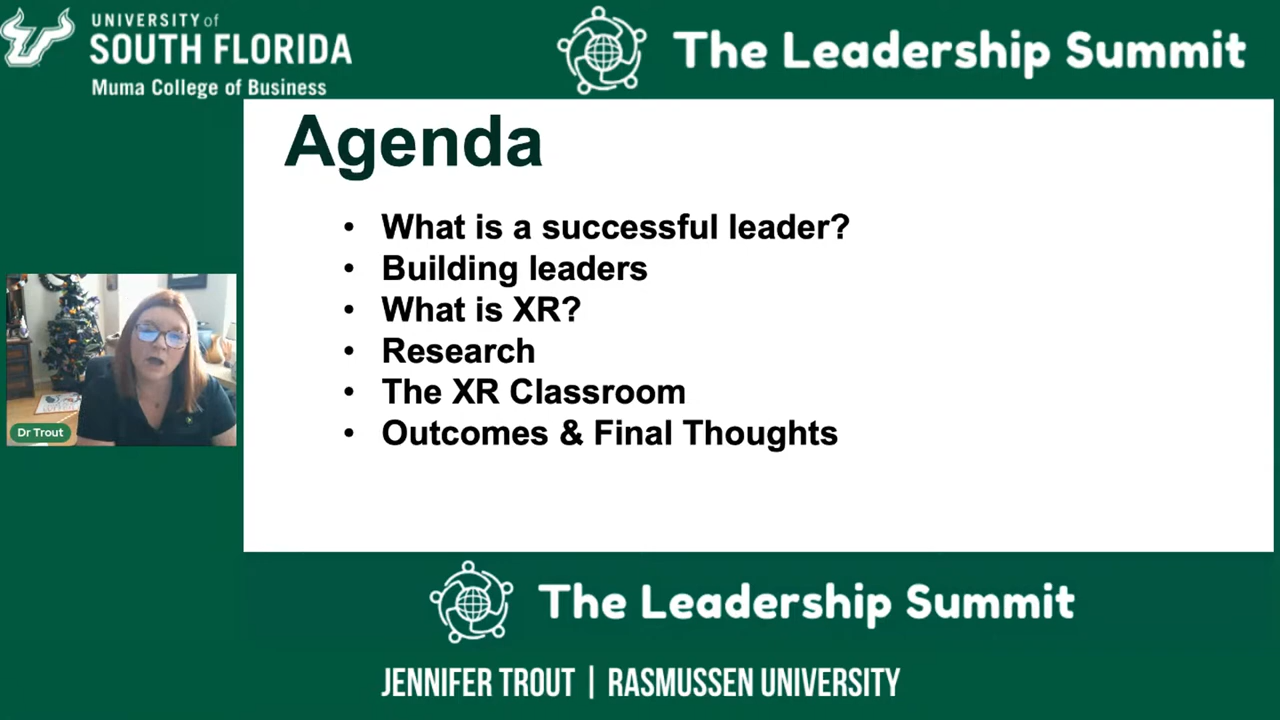 UNIVERSITY of
SOUTH FLORIDA
Muma College of Business
The Leadership Summit
Agenda
• What is a successful leader?
• Building leaders
• What is XR?
• Research
• The XR Classroom
• Outcomes & Final Thoughts
Dr Trout
The Leadership Summit
JENNIFER TROUT | RASMUSSEN UNIVERSITY